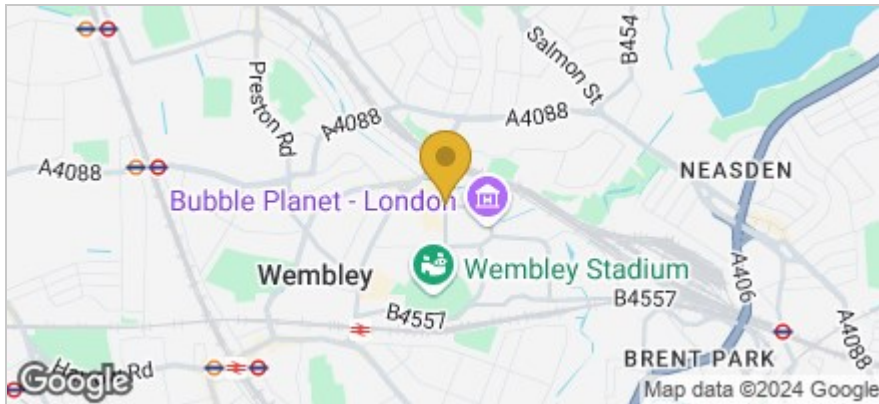 B454
Salmon St
Preston Rd
A4088
A4088
A4088
NEASDEN
Bubble Planet - London
Wembley Stadium
Wembley
A406
B4557
B4557
A4088
BRENT PARK
Rd
Google
Map data ©2024 Google